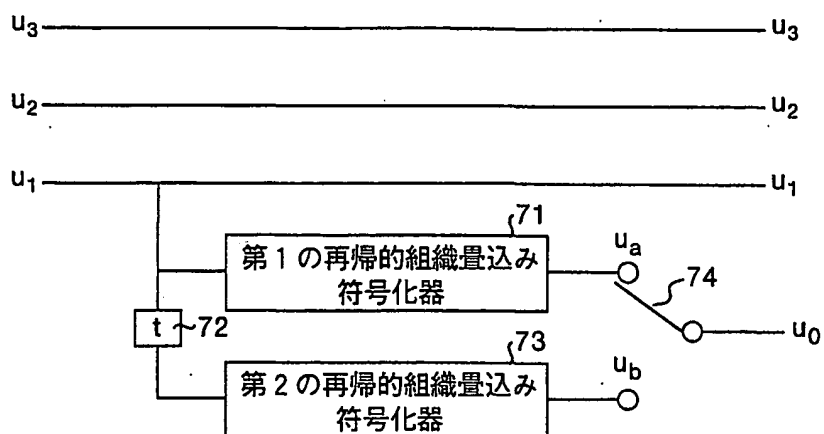 u3 u3
u2 u2
u1 u1
71
第1の再帰的組織畳込み
符号化器
ua
74
t 72
u0
73
第2の再帰的組織畳込み
符号化器
ub